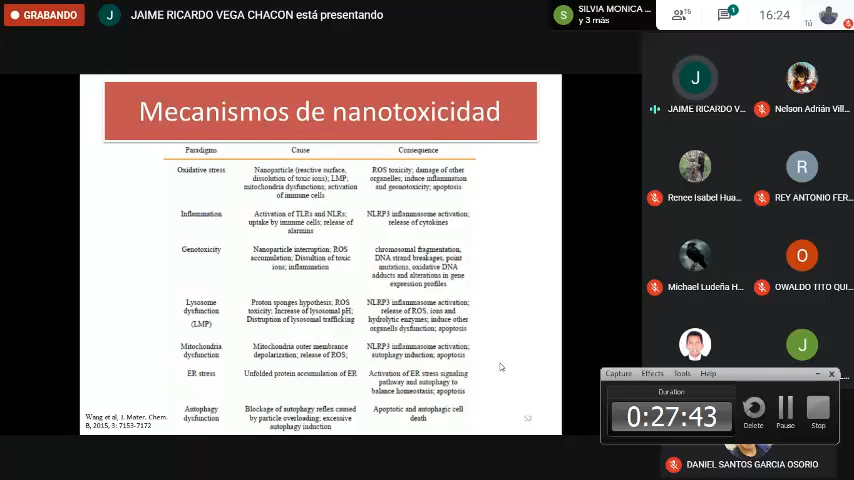 GRABANDO
J
JAIME RICARDO VEGA CHACON está presentando
S
SILVIA MONICA ...
y 3 más
16
1
16:24
Tú
Mecanismos de nanotoxicidad
Paradigms Cause Consequence
Oxidative stress
Nanoparticle (reactive surface,
dissolution of toxic ions); LMP;
mitochondria dysfunctions; activation
of immune cells
ROS toxicity; damage of other
organelles; induce inflammation
and geonotoxicity; apoptosis
Inflammation
Activation of TLRs and NLRs;
uptake by immune cells; release of
alarmins
NLRP3 inflammasome activation;
release of cytokines
Genotoxicity
Nanoparticle interruption; ROS
accumulation; Disultion of toxic
ions; inflammation
chromosomal fragmentation,
DNA strand breakages, point
mutations, oxidative DNA
adducts and alterations in gene
expression profiles
Lysosome
dysfunction
(LMP)
Proton sponges hypothesis; ROS
toxicity; Increase of lysosomal pH;
Distruption of lysosomal trafficking
NLRP3 inflammasome activation;
release of ROS, ions and
hydrolytic enzymes; induce other
organells dysfunction; apoptosis
Mitochondria
dysfunction
Mitochondria outer membrane
depolarization; release of ROS;
NLRP3 inflammasome activation;
autophagy induction; apoptosis
ER stress
Unfolded protein accumulation of ER
Activation of ER stress signaling
pathway and autophagy to
balance homeostasis; apoptosis
Autophagy
dysfunction
Blockage of autophagy reflex caused
by particle overloading; excessive
autophagy induction
Apoptotic and autophagic cell
death
Wang et al, J. Mater. Chem.
B, 2015, 3: 7153-7172
52
J
JAIME RICARDO V...
Nelson Adrián Vill...
Renee Isabel Hua...
R
REY ANTONIO FER...
Michael Ludeña H...
O
OWALDO TITO QUI...
J
Capture Effects Tools Help
Duration
0:27:43
Delete Pause Stop
DANIEL SANTOS GARCIA OSORIO